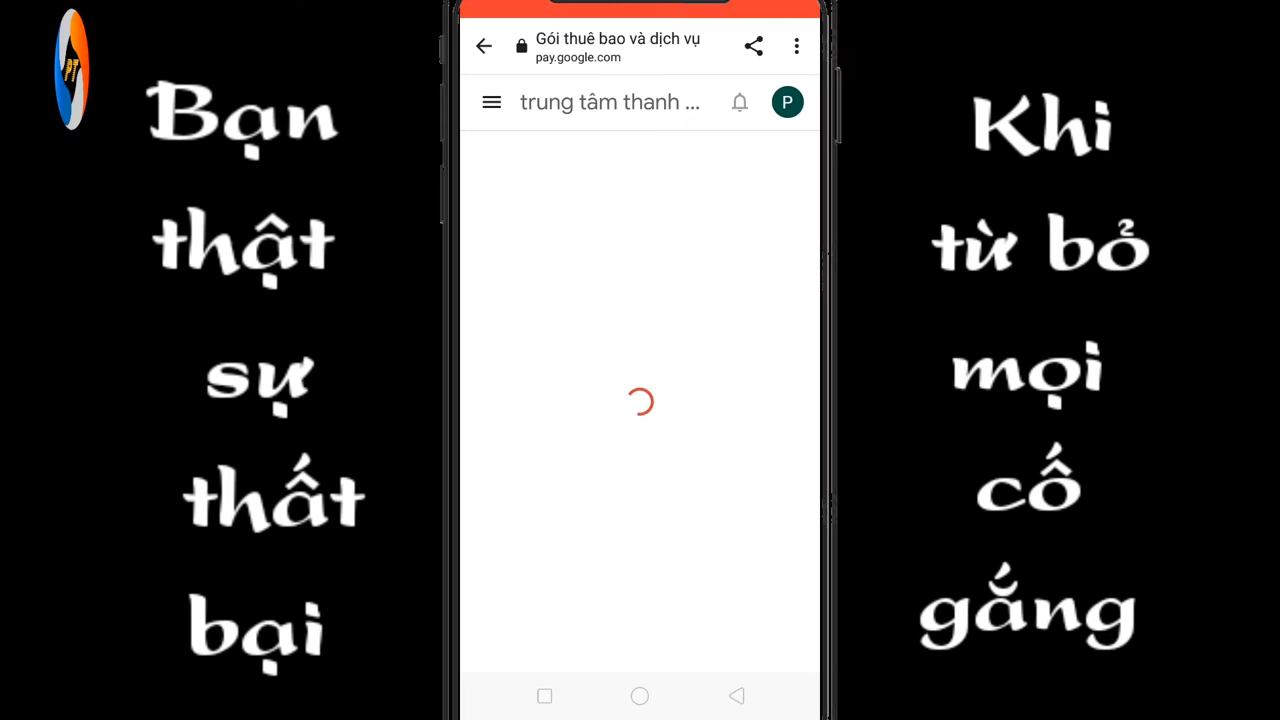 PT
Bạn
thật
sự
thất
bại
Gói thuê bao và dịch vụ
pay.google.com
trung tâm thanh ...
P
Khi
từ bỏ
mọi
cố
gắng